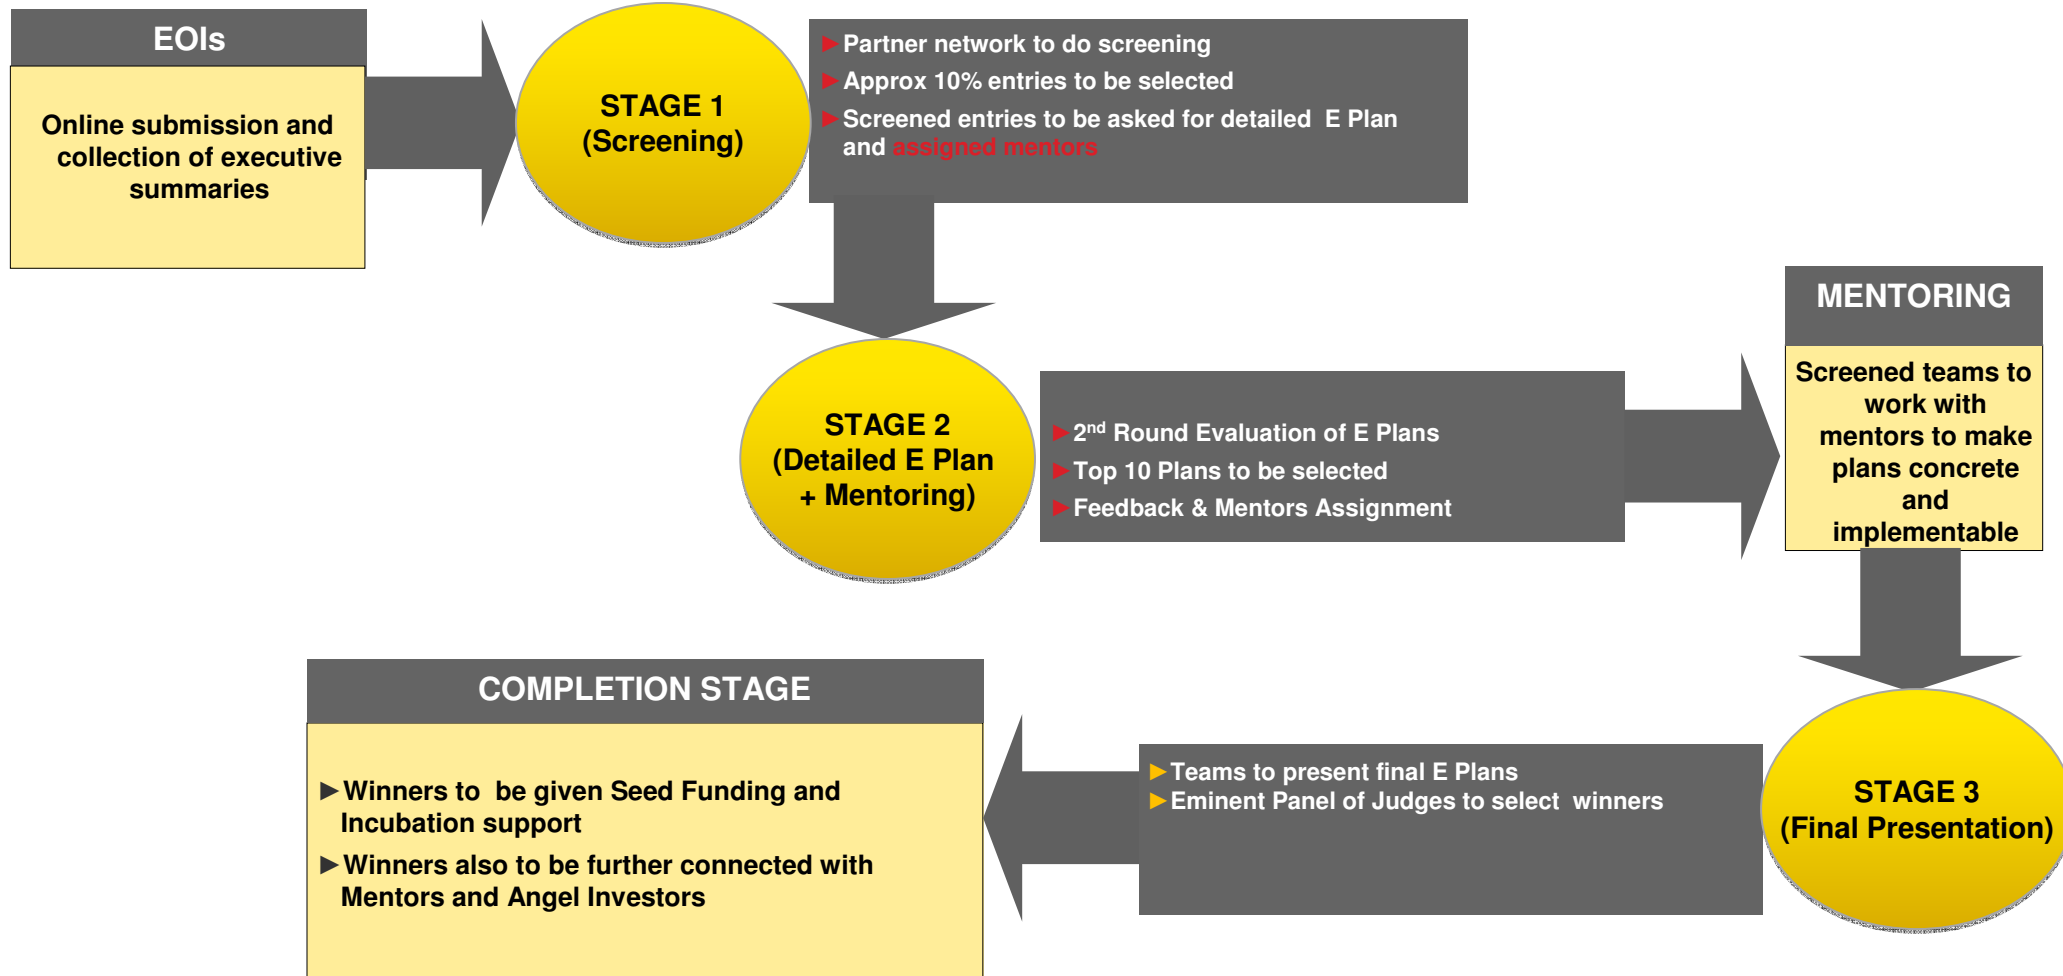 EOIs
Online submission and
collection of executive
summaries
STAGE 1
(Screening)
►Partner network to do screening
►Approx 10% entries to be selected
►Screened entries to be asked for detailed E Plan
and assigned mentors
STAGE 2
(Detailed E Plan
+ Mentoring)
►2nd Round Evaluation of E Plans
►Top 10 Plans to be selected
►Feedback & Mentors Assignment
MENTORING
Screened teams to
work with
mentors to make
plans concrete
and
implementable
STAGE 3
(Final Presentation)
►Teams to present final E Plans
►Eminent Panel of Judges to select winners
COMPLETION STAGE
►Winners to be given Seed Funding and
Incubation support
►Winners also to be further connected with
Mentors and Angel Investors